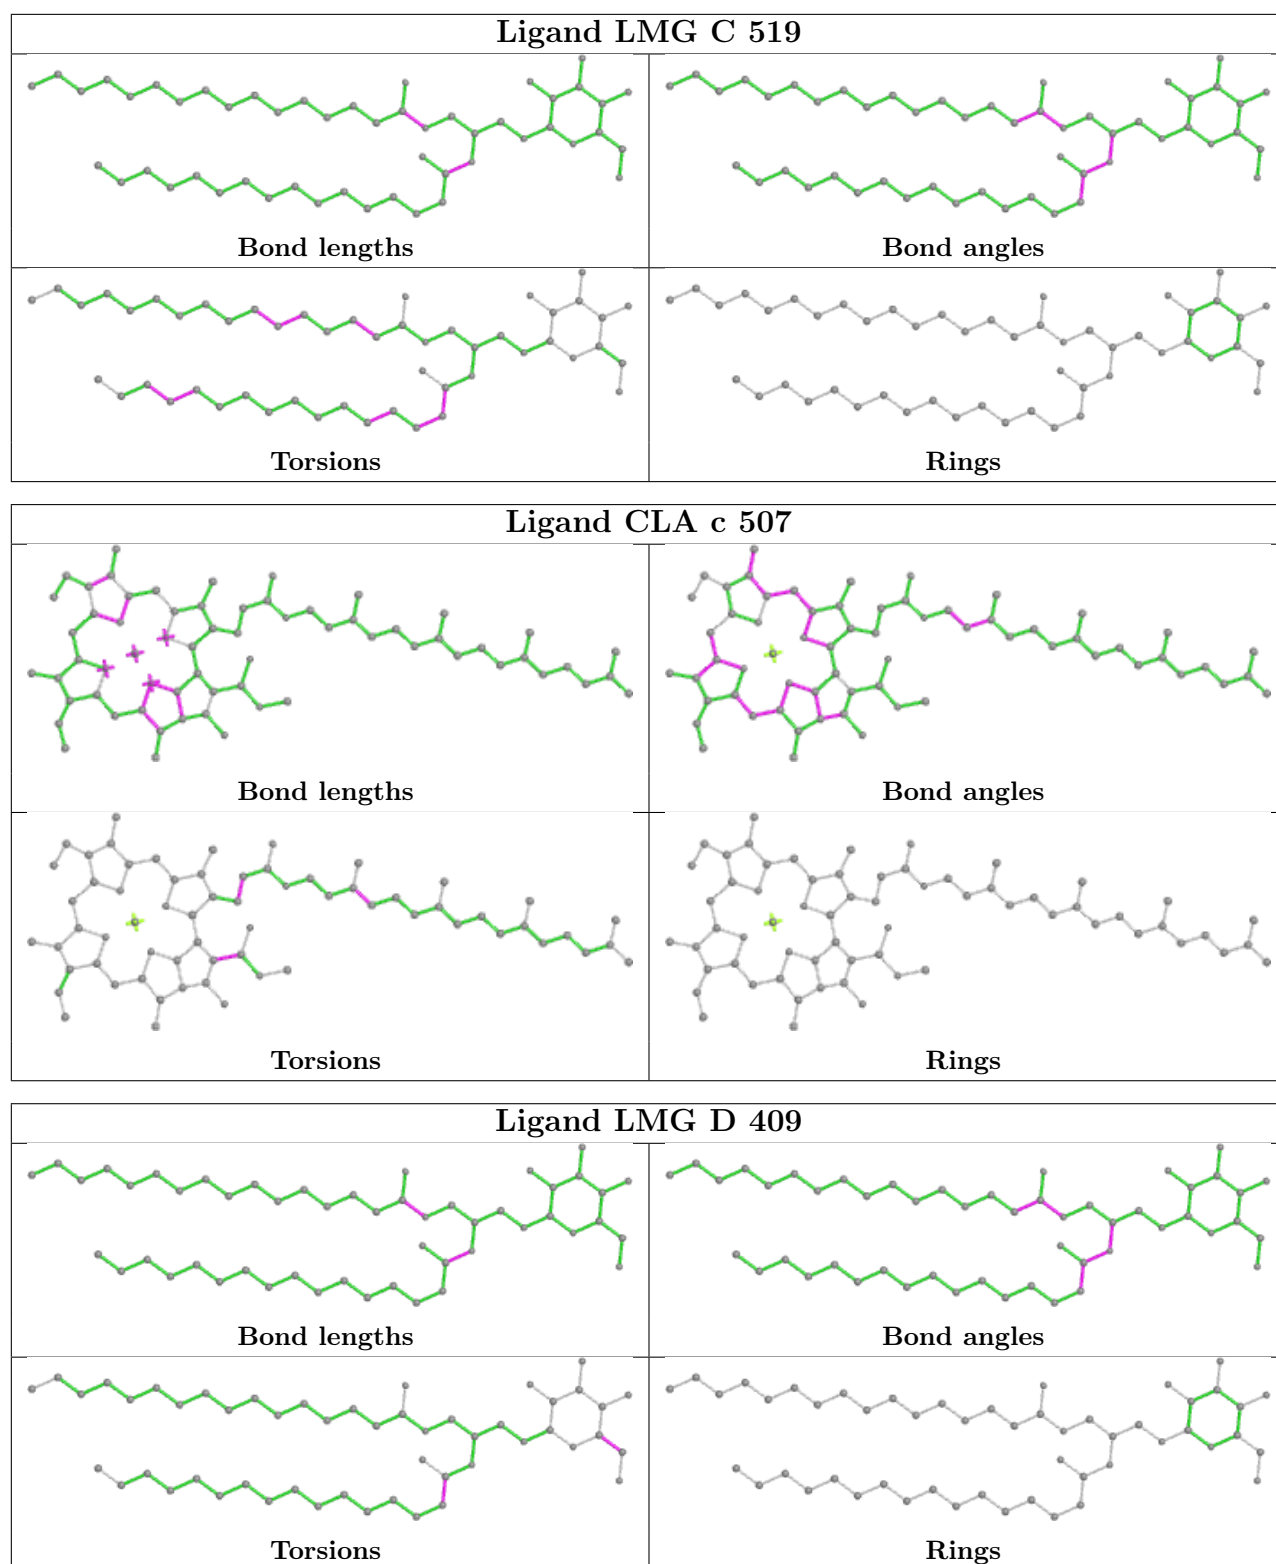 Ligand LMG C 519
Bond lengths
Bond angles
Torsions
Rings
Ligand CLA c 507
Bond lengths
Bond angles
Torsions
Rings
Ligand LMG D 409
Bond lengths
Bond angles
Torsions
Rings